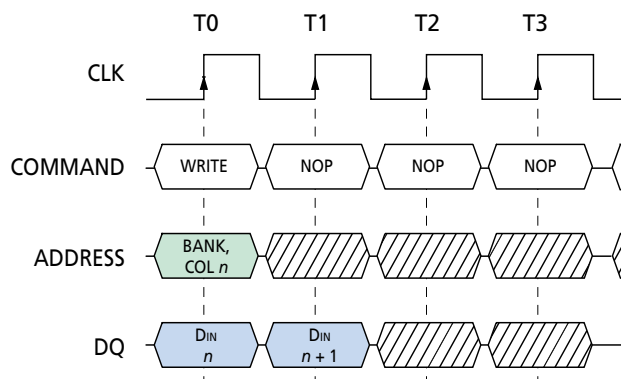 T0 T1 T2 T3
CLK
COMMAND WRITE NOP NOP NOP
ADDRESS BANK,
COL n
DQ DIN DIN
n n + 1